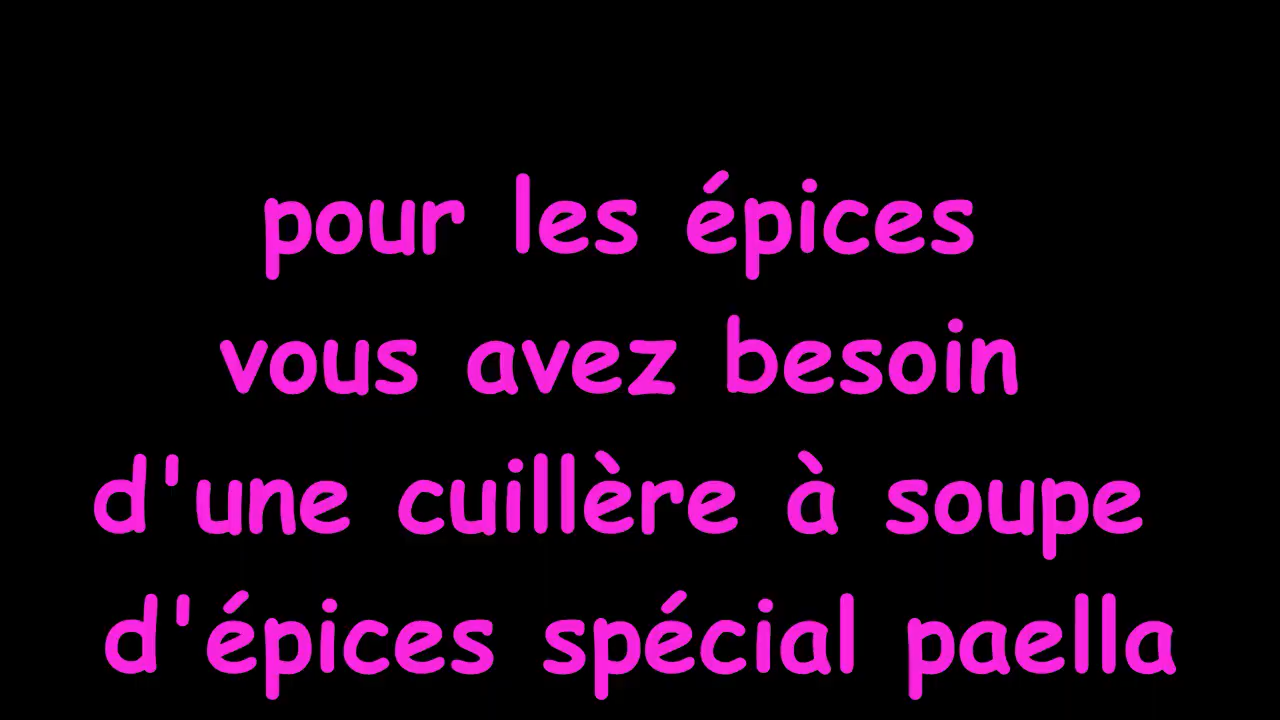 pour les épices
vous avez besoin
d'une cuillère à soupe
d'épices spécial paella